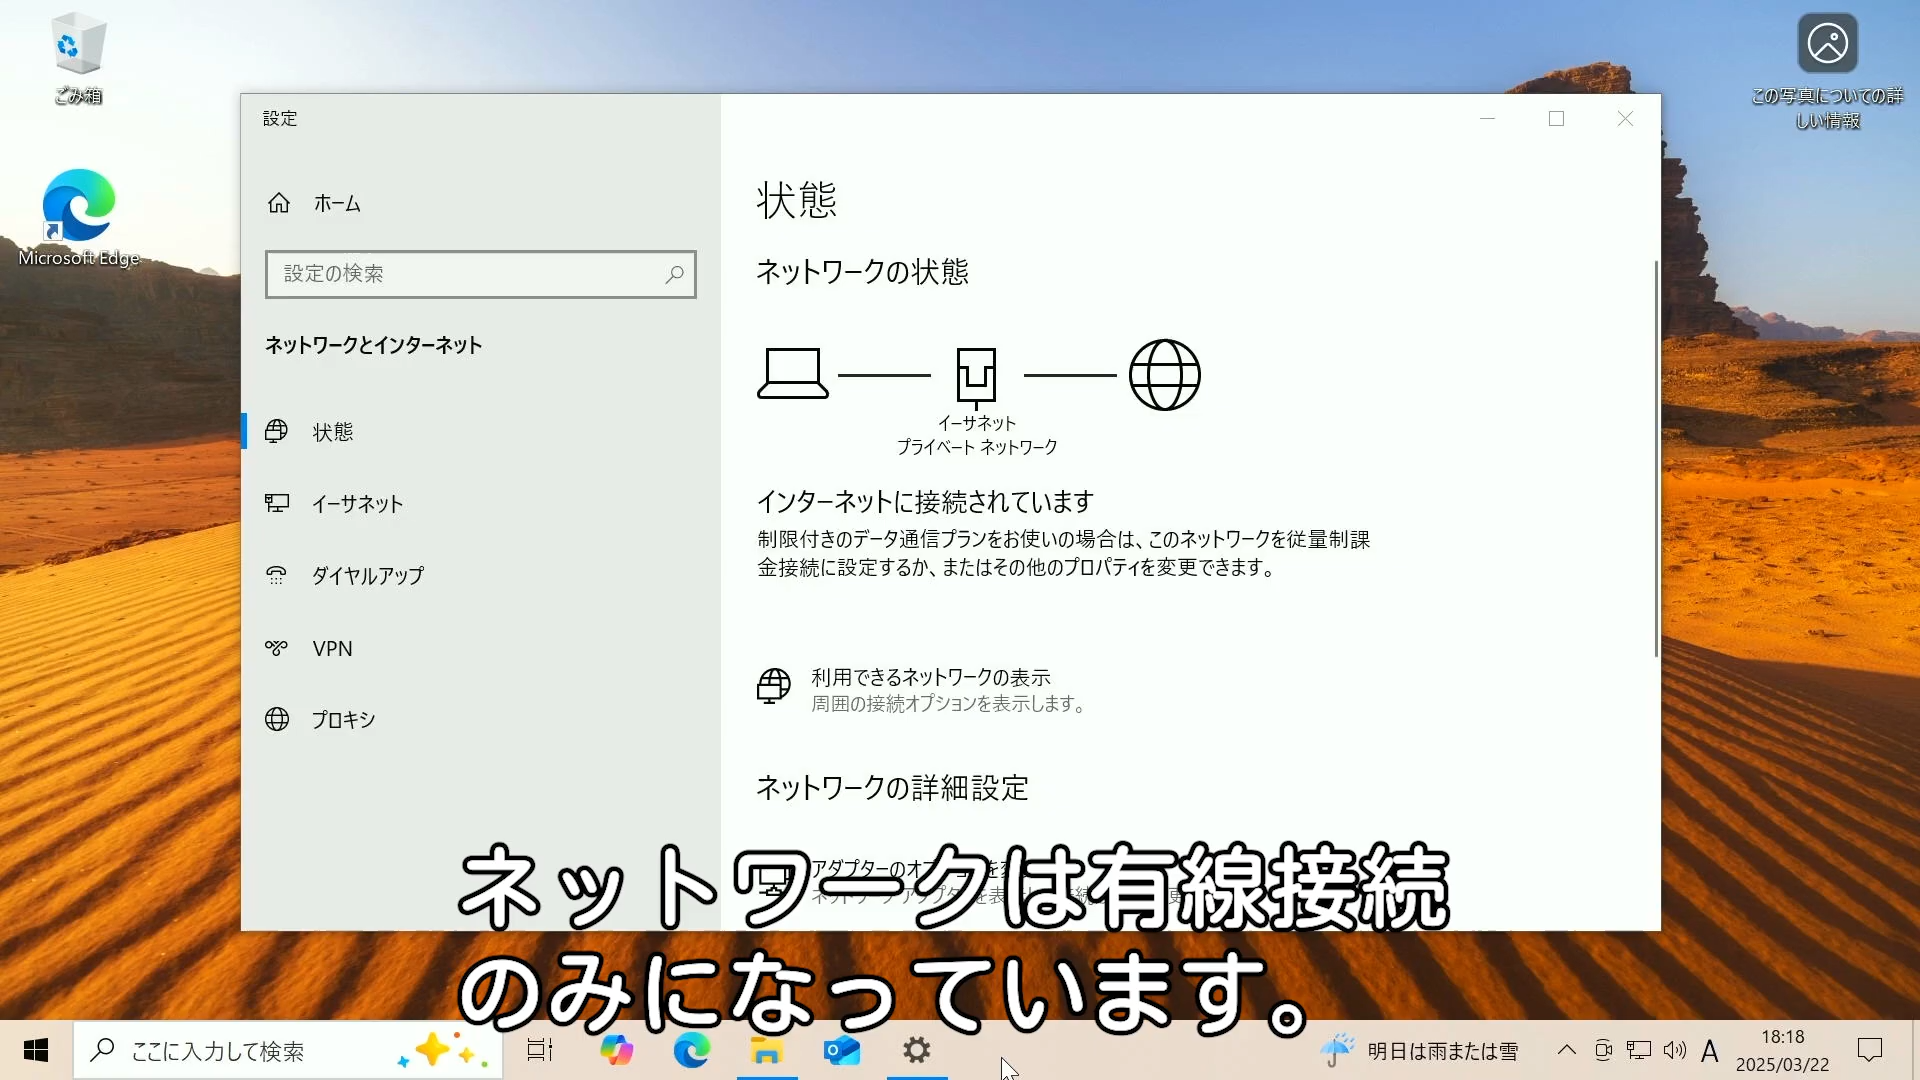 ごみ箱
Microsoft Edge
この写真についての詳
しい情報
設定
ホーム
設定の検索
ネットワークとインターネット
状態
イーサネット
ダイヤルアップ
VPN
プロキシ
状態
ネットワークの状態
イーサネット
プライベート ネットワーク
インターネットに接続されています
制限付きのデータ通信プランをお使いの場合は、このネットワークを従量制課
金接続に設定するか、またはその他のプロパティを変更できます。
利用できるネットワークの表示
周囲の接続オプションを表示します。
ネットワークの詳細設定
アダプターのオ
ネットワークは有線接続
のみになっています。
ここに入力して検索
明日は雨または雪
A
18:18
2025/03/22